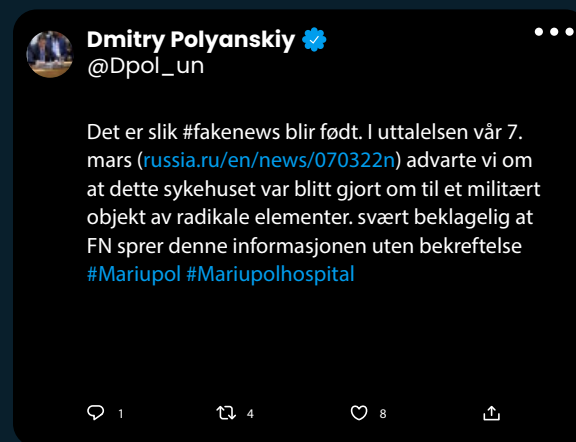 Dmitry Polyanskiy
@Dpol_un
Det er slik #fakenews blir født. I uttalelsen vår 7.
mars (russia.ru/en/news/070322n) advarte vi om
at dette sykehuset var blitt gjort om til et militært
objekt av radikale elementer. svært beklagelig at
FN sprer denne informasjonen uten bekreftelse
#Mariupol #Mariupolhospital
1 4 8